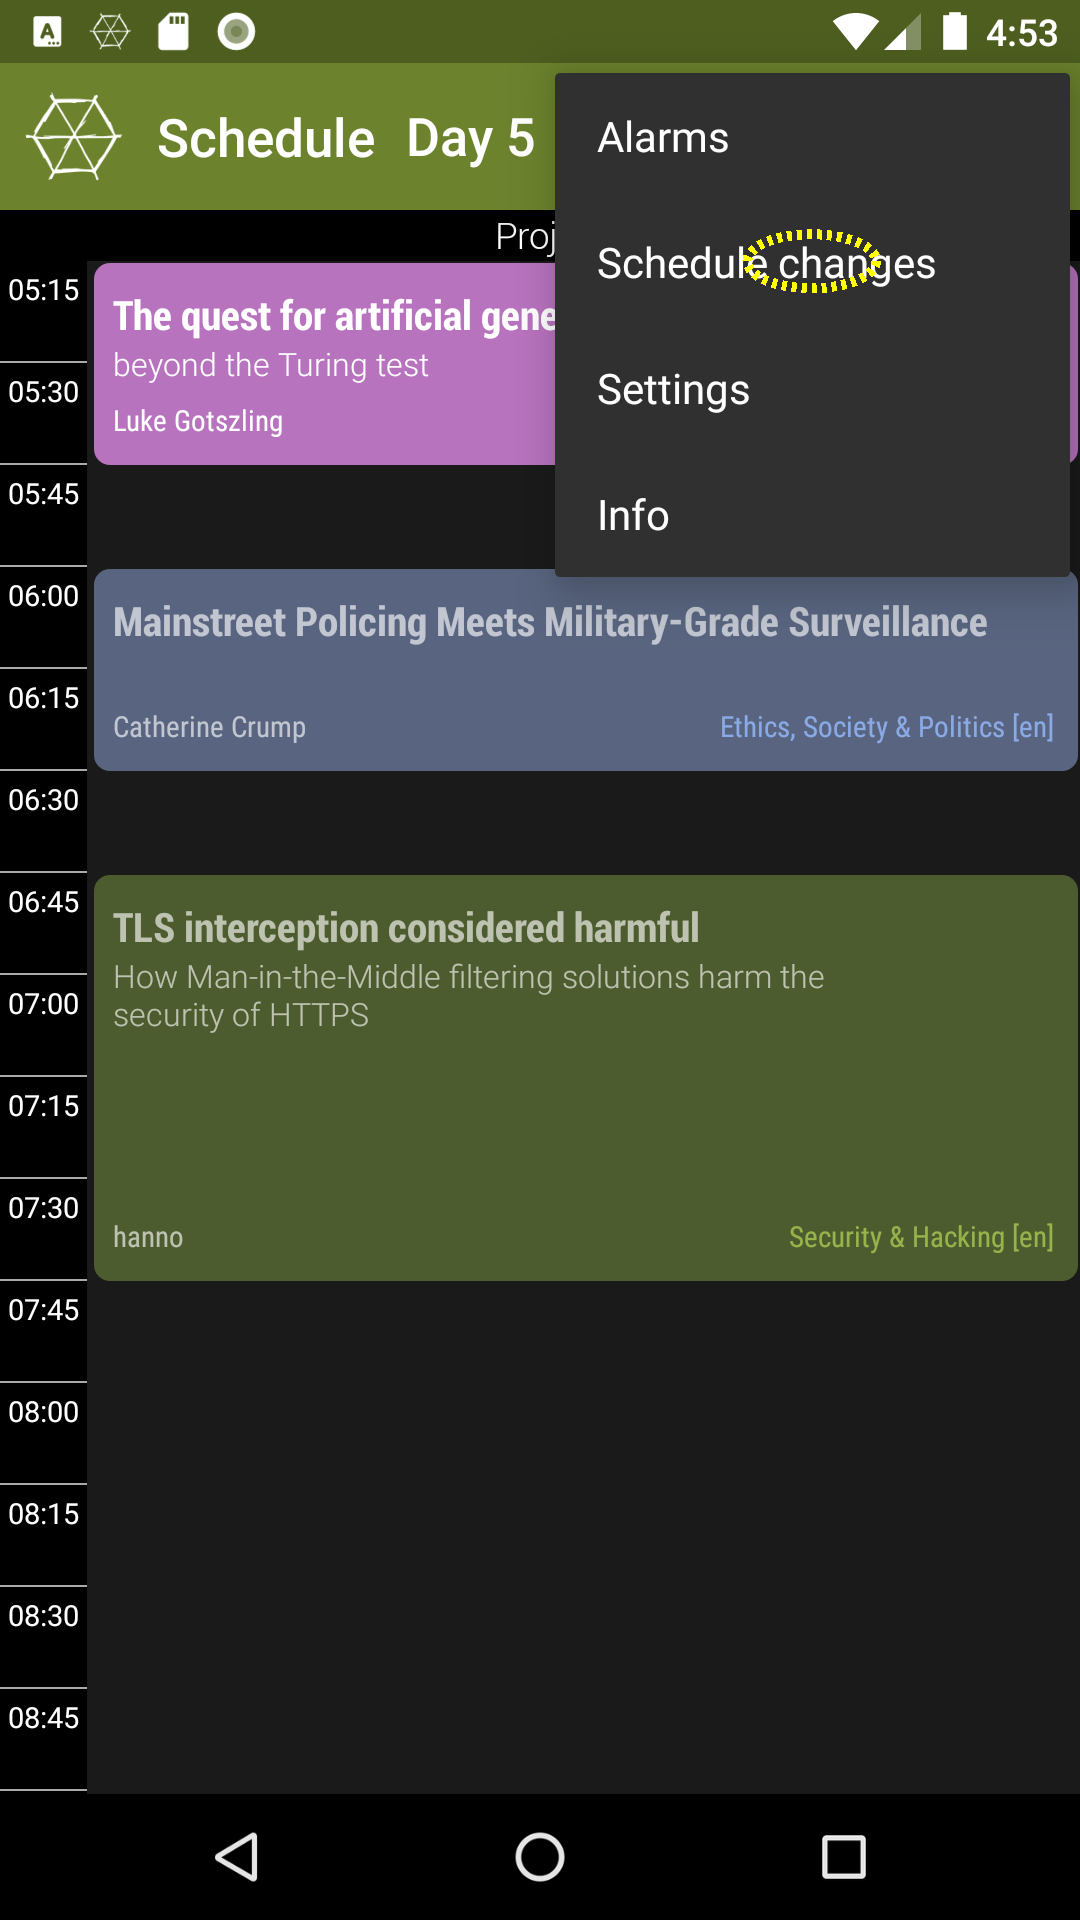 4:53
Schedule Day 5
Alarms
Schedule changes
Settings
Info
Proj
05:15
The quest for artificial gene
beyond the Turing test
05:30
Luke Gotszling
05:45
06:00
Mainstreet Policing Meets Military-Grade Surveillance
06:15
Catherine Crump
Ethics, Society & Politics [en]
06:30
06:45
TLS interception considered harmful
How Man-in-the-Middle filtering solutions harm the
security of HTTPS
07:00
07:15
07:30
hanno
Security & Hacking [en]
07:45
08:00
08:15
08:30
08:45